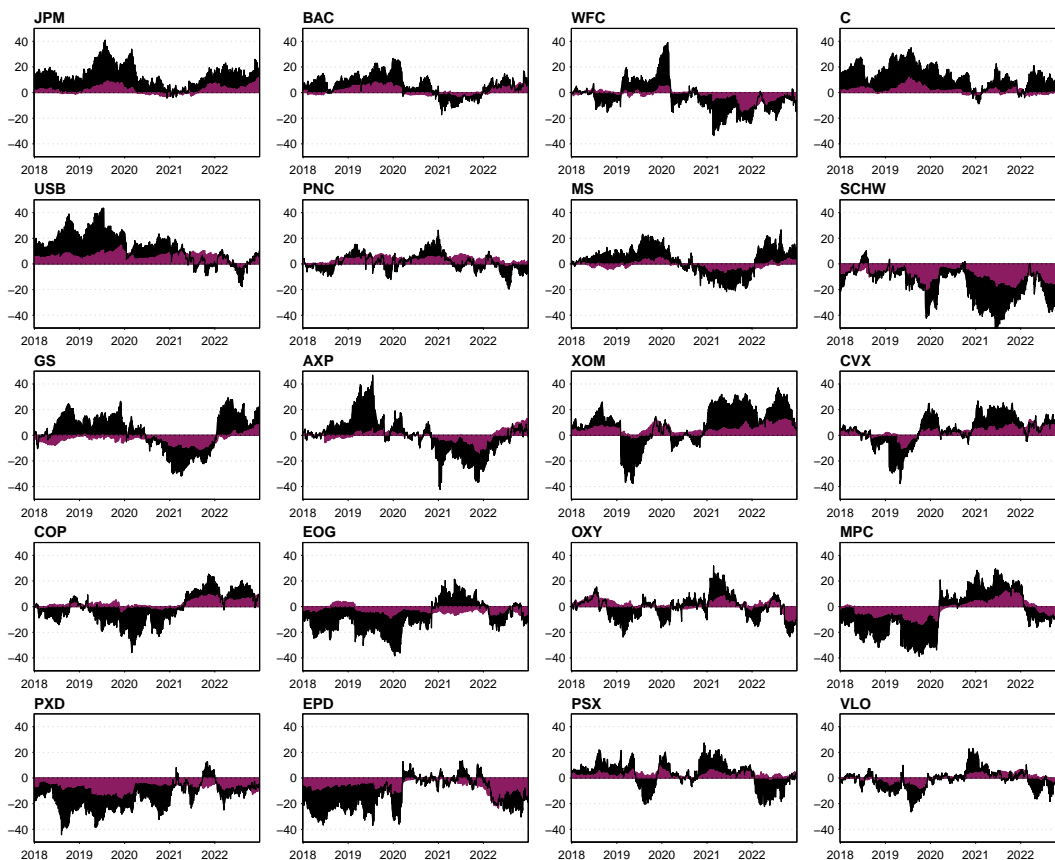 JPM BAC WFC C
40 40 40 40
20 20 20 20
0 0 0 0
−20 −20 −20 −20
−40 −40 −40 −40
2018 2019 2020 2021 2022 2018 2019 2020 2021 2022 2018 2019 2020 2021 2022 2018 2019 2020 2021 2022
USB PNC MS SCHW
40 40 40 40
20 20 20 20
0 0 0 0
−20 −20 −20 −20
−40 −40 −40 −40
2018 2019 2020 2021 2022 2018 2019 2020 2021 2022 2018 2019 2020 2021 2022 2018 2019 2020 2021 2022
GS AXP XOM CVX
40 40 40 40
20 20 20 20
0 0 0 0
−20 −20 −20 −20
−40 −40 −40 −40
2018 2019 2020 2021 2022 2018 2019 2020 2021 2022 2018 2019 2020 2021 2022 2018 2019 2020 2021 2022
COP EOG OXY MPC
40 40 40 40
20 20 20 20
0 0 0 0
−20 −20 −20 −20
−40 −40 −40 −40
2018 2019 2020 2021 2022 2018 2019 2020 2021 2022 2018 2019 2020 2021 2022 2018 2019 2020 2021 2022
PXD EPD PSX VLO
40 40 40 40
20 20 20 20
0 0 0 0
−20 −20 −20 −20
−40 −40 −40 −40
2018 2019 2020 2021 2022 2018 2019 2020 2021 2022 2018 2019 2020 2021 2022 2018 2019 2020 2021 2022